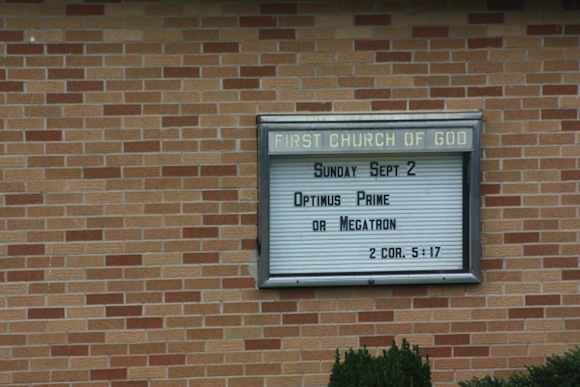 FIRST CHURCH OF GOD
SUNDAY SEPT 2
OPTIMUS PRIME
OR MEGATRON
2 COR. 5:17